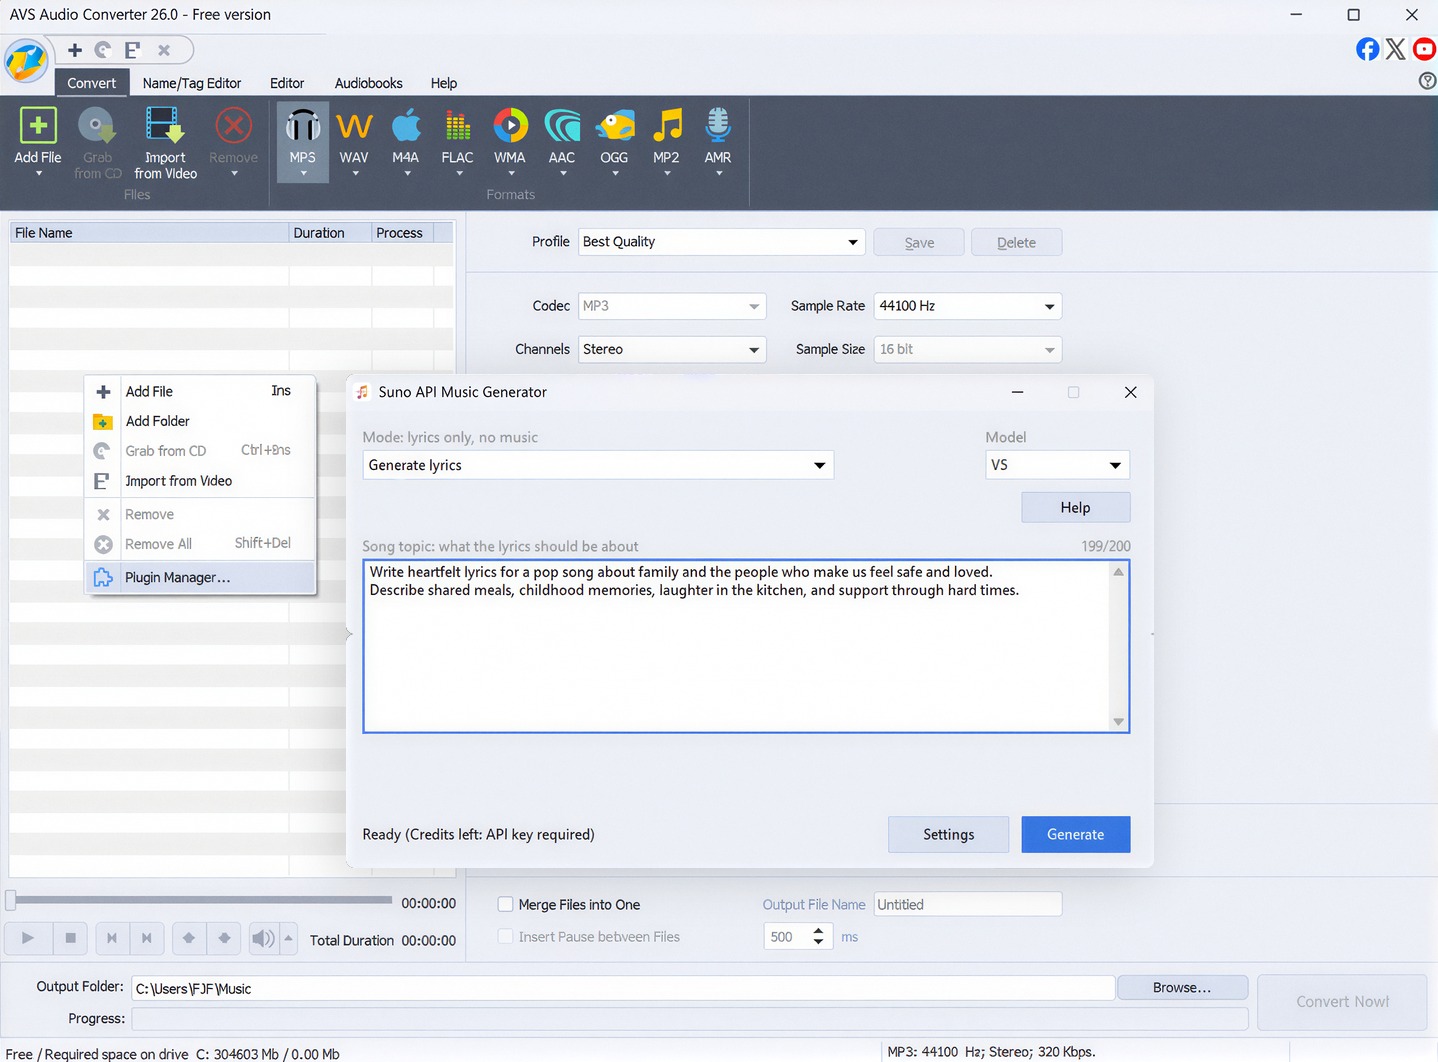 AVS Audio Converter 26.0 - Free version
Convert Name/Tag Editor Editor Audiobooks Help
Add File
Grab from CD
Import from Video
Remove
Files
MPS
WAV
M4A
FLAC
WMA
AAC
OGG
MP2
AMR
Formats
File Name Duration Process
Profile Best Quality Save Delete
Codec MP3 Sample Rate 44100 Hz
Channels Stereo Sample Size 16 bit
Add File Ins
Add Folder
Grab from CD
Import from Video
Remove
Remove All Shift+Del
Plugin Manager...
Suno API Music Generator
Mode: lyrics only, no music Model
Generate lyrics VS
Help
Song topic: what the lyrics should be about 199/200
Write heartfelt lyrics for a pop song about family and the people who make us feel safe and loved.
Describe shared meals, childhood memories, laughter in the kitchen, and support through hard times.
Ready (Credits left: API key required) Settings Generate
00:00:00
Total Duration 00:00:00
Merge Files into One Output File Name Untitled
Insert Pause between Files 500 ms
Output Folder: C:\Users\FJF\Music Browse...
Convert Now!
Progress:
Free / Required space on drive C: 304603 Mb / 0.00 Mb
MP3: 44100 Hz; Stereo; 320 Kbps.